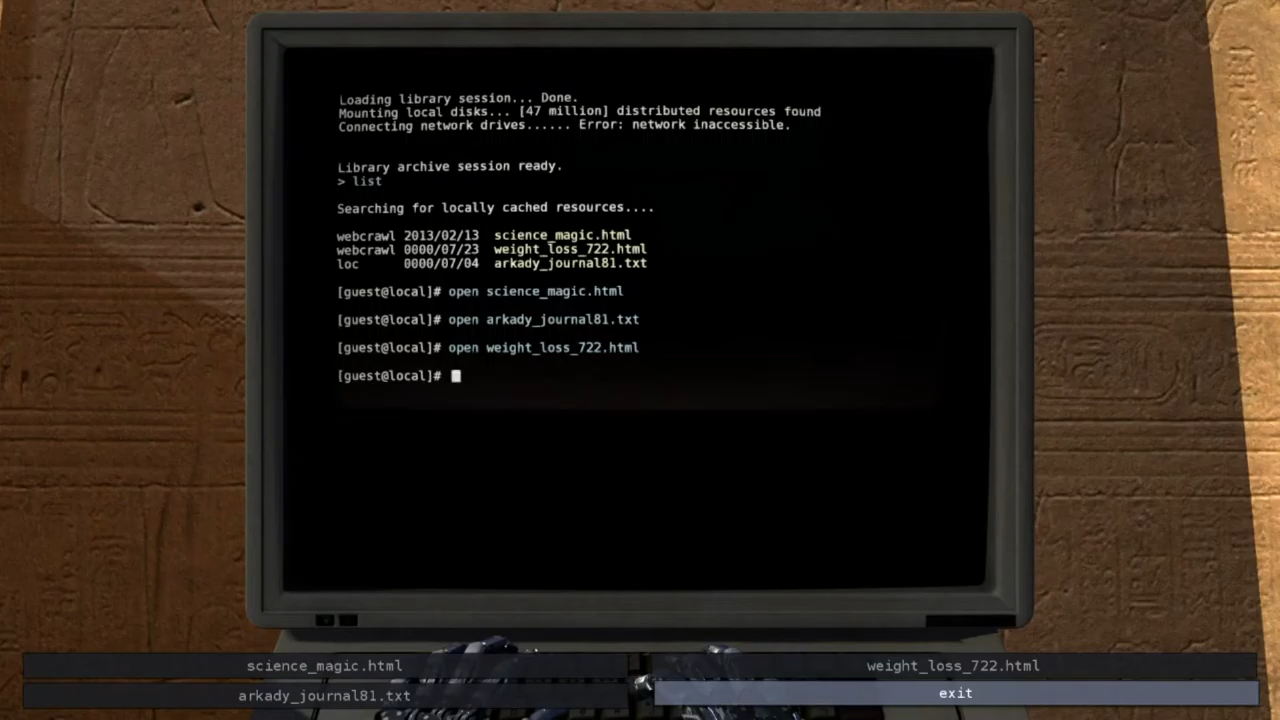 Loading library session... Done.
Mounting local disks... [47 million] distributed resources found
Connecting network drives...... Error: network inaccessible.
Library archive session ready.
> list
Searching for locally cached resources....
webcrawl 2013/02/13 science_magic.html
webcrawl 0000/07/23 weight_loss_722.html
loc 0000/07/04 arkady_journal81.txt
[guest@local]# open science_magic.html
[guest@local]# open arkady_journal81.txt
[guest@local]# open weight_loss_722.html
[guest@local]#
science_magic.html
weight_loss_722.html
arkady_journal81.txt
exit